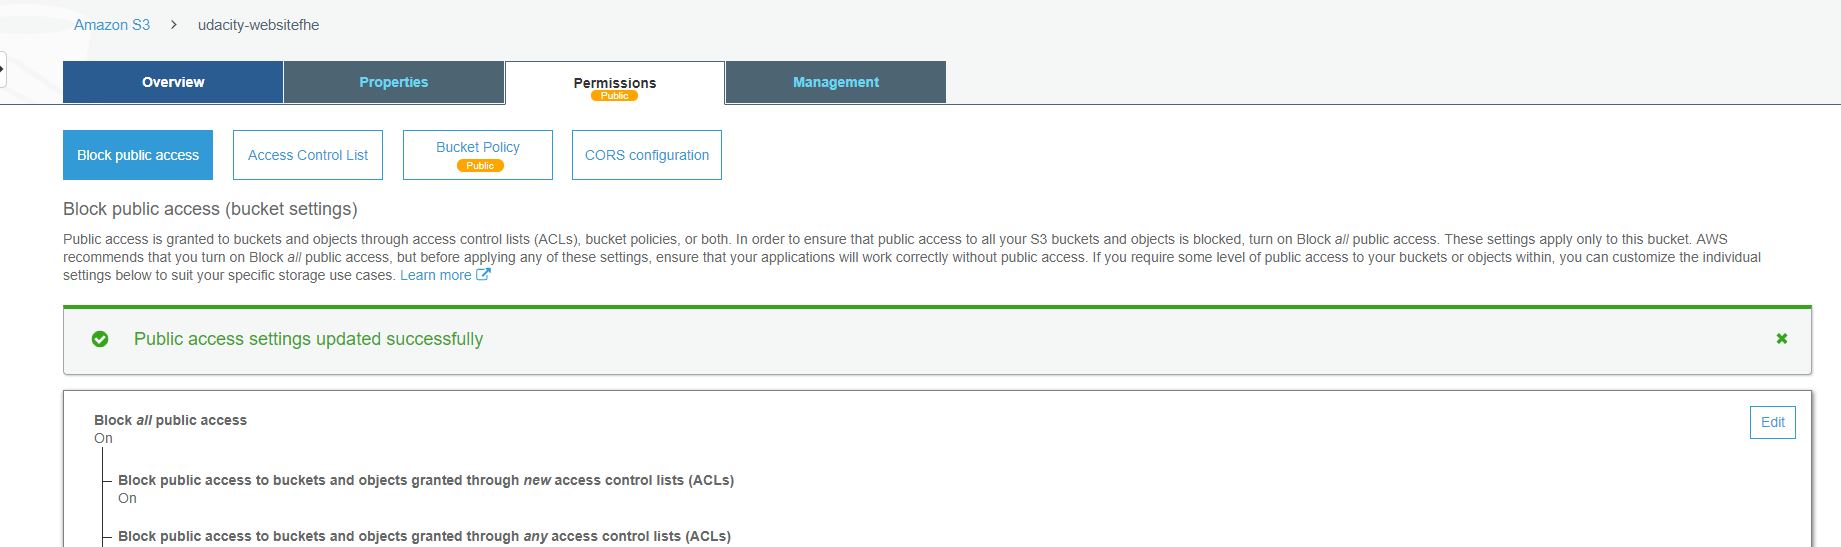 Amazon S3 > udacity-websitefhe
Overview
Properties
Permissions
Public
Management
Block public access
Access Control List
Bucket Policy
Public
CORS configuration
Block public access (bucket settings)
Public access is granted to buckets and objects through access control lists (ACLs), bucket policies, or both. In order to ensure that public access to all your S3 buckets and objects is blocked, turn on Block all public access. These settings apply only to this bucket. AWS
recommends that you turn on Block all public access, but before applying any of these settings, ensure that your applications will work correctly without public access. If you require some level of public access to your buckets or objects within, you can customize the individual
settings below to suit your specific storage use cases. Learn more
Public access settings updated successfully
Block all public access
Edit
On
Block public access to buckets and objects granted through new access control lists (ACLs)
On
Block public access to buckets and objects granted through any access control lists (ACLs)